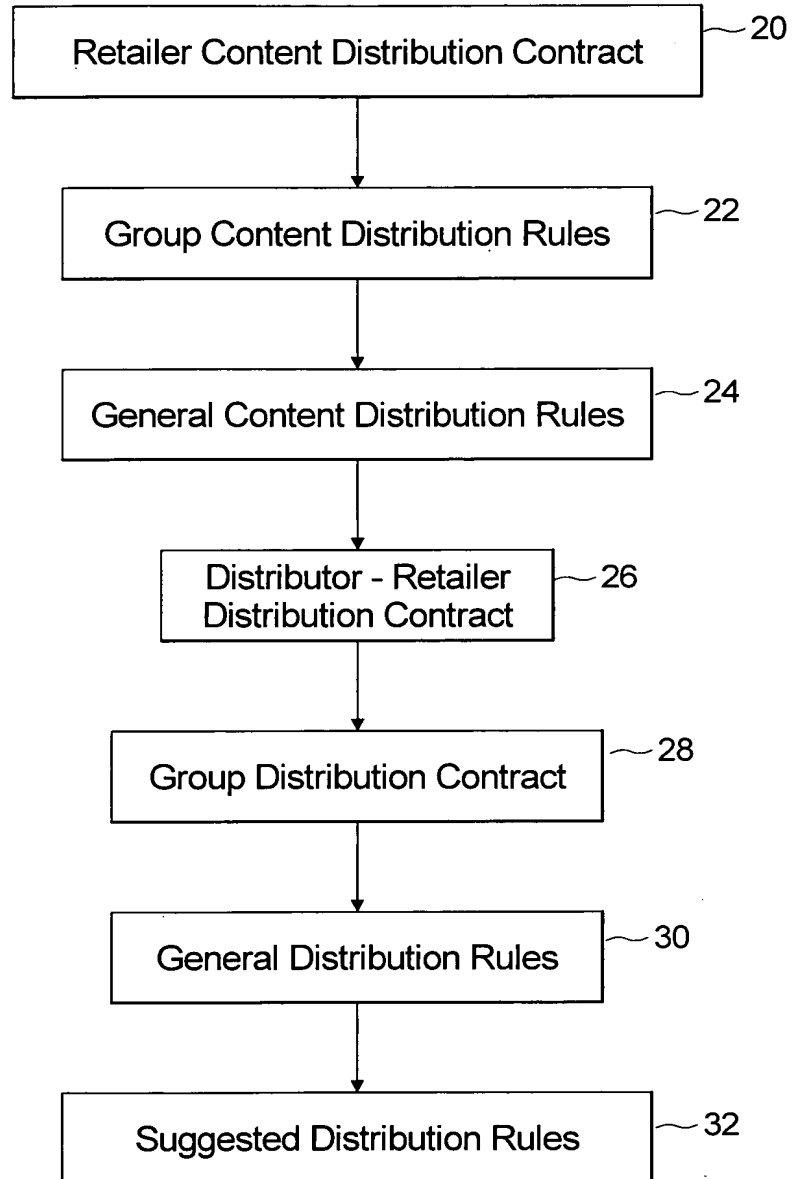 Retailer Content Distribution Contract
20
Group Content Distribution Rules
22
General Content Distribution Rules
24
Distributor - Retailer
Distribution Contract
26
Group Distribution Contract
28
General Distribution Rules
30
Suggested Distribution Rules
32